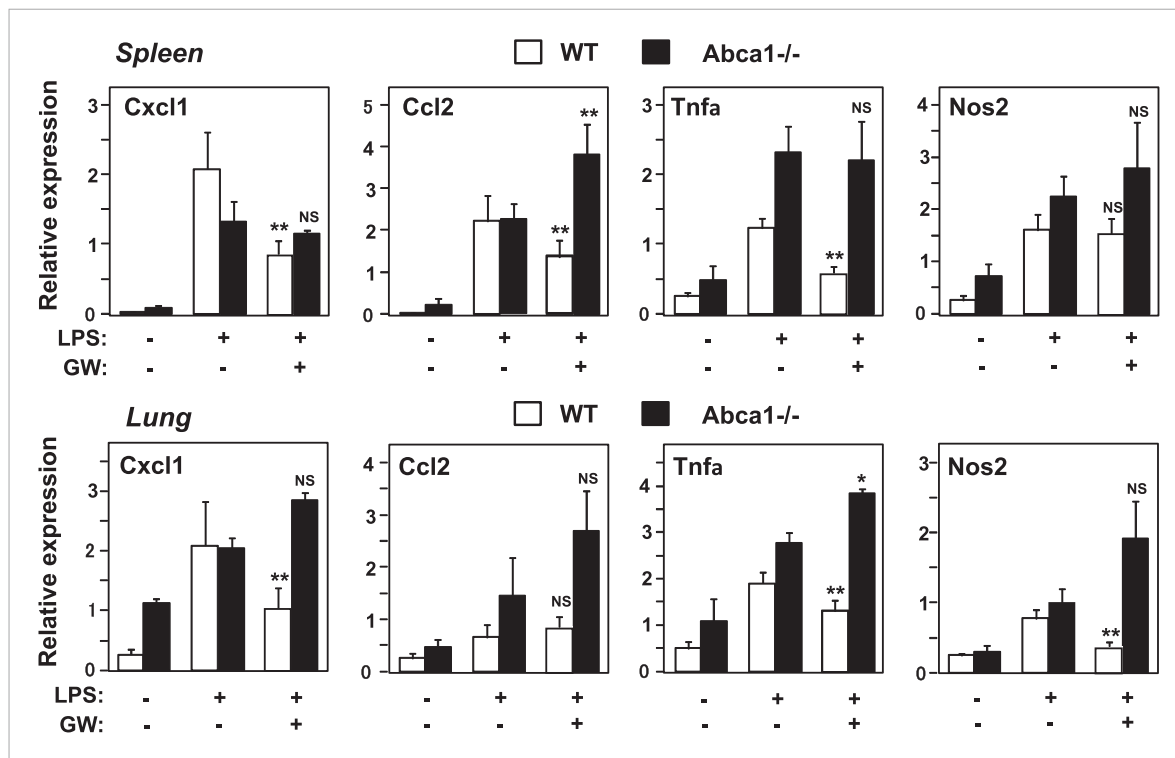 Spleen WT Abca1-/-
Cxcl1 Ccl2 Tnfa Nos2
Relative expression
3 2 1 0
5 4 3 2 1 0
3 2 1 0
4 3 2 1 0
** NS
** **
** NS
NS NS
LPS: - + + - + + - + + - + +
GW: - - + - - + - - + - - +
Lung WT Abca1-/-
Cxcl1 Ccl2 Tnfa Nos2
Relative expression
3 2 1 0
4 3 2 1 0
4 3 2 1 0
3 2 1 0
** NS
NS NS
** *
** NS
LPS: - + + - + + - + + - + +
GW: - - + - - + - - + - - +